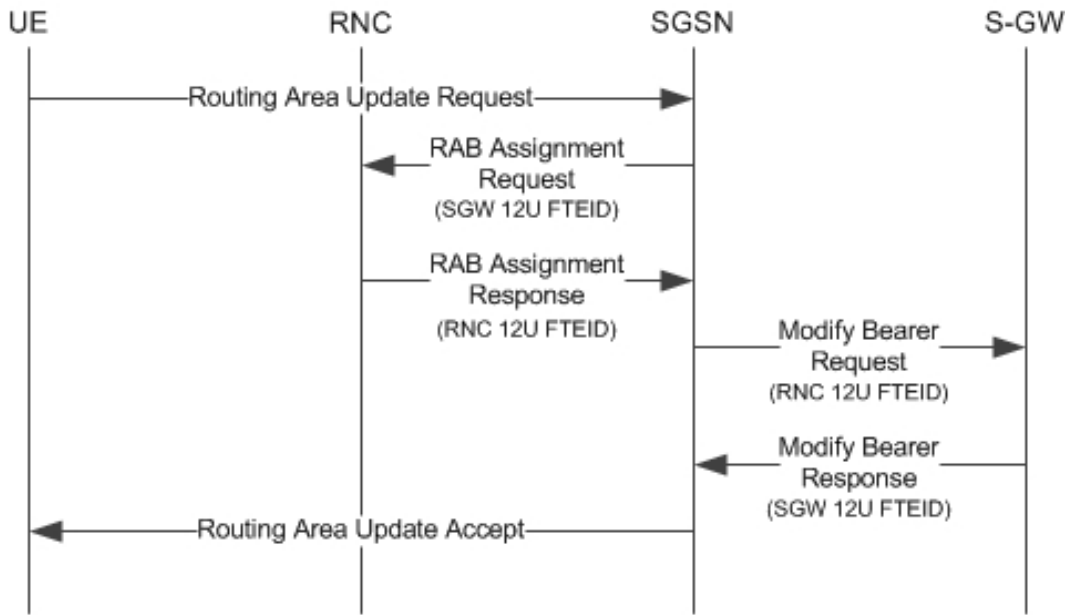 UE RNC SGSN S-GW
Routing Area Update Request
RAB Assignment
Request
(SGW 12U FTEID)
RAB Assignment
Response
(RNC 12U FTEID)
Modify Bearer
Request
(RNC 12U FTEID)
Modify Bearer
Response
(SGW 12U FTEID)
Routing Area Update Accept